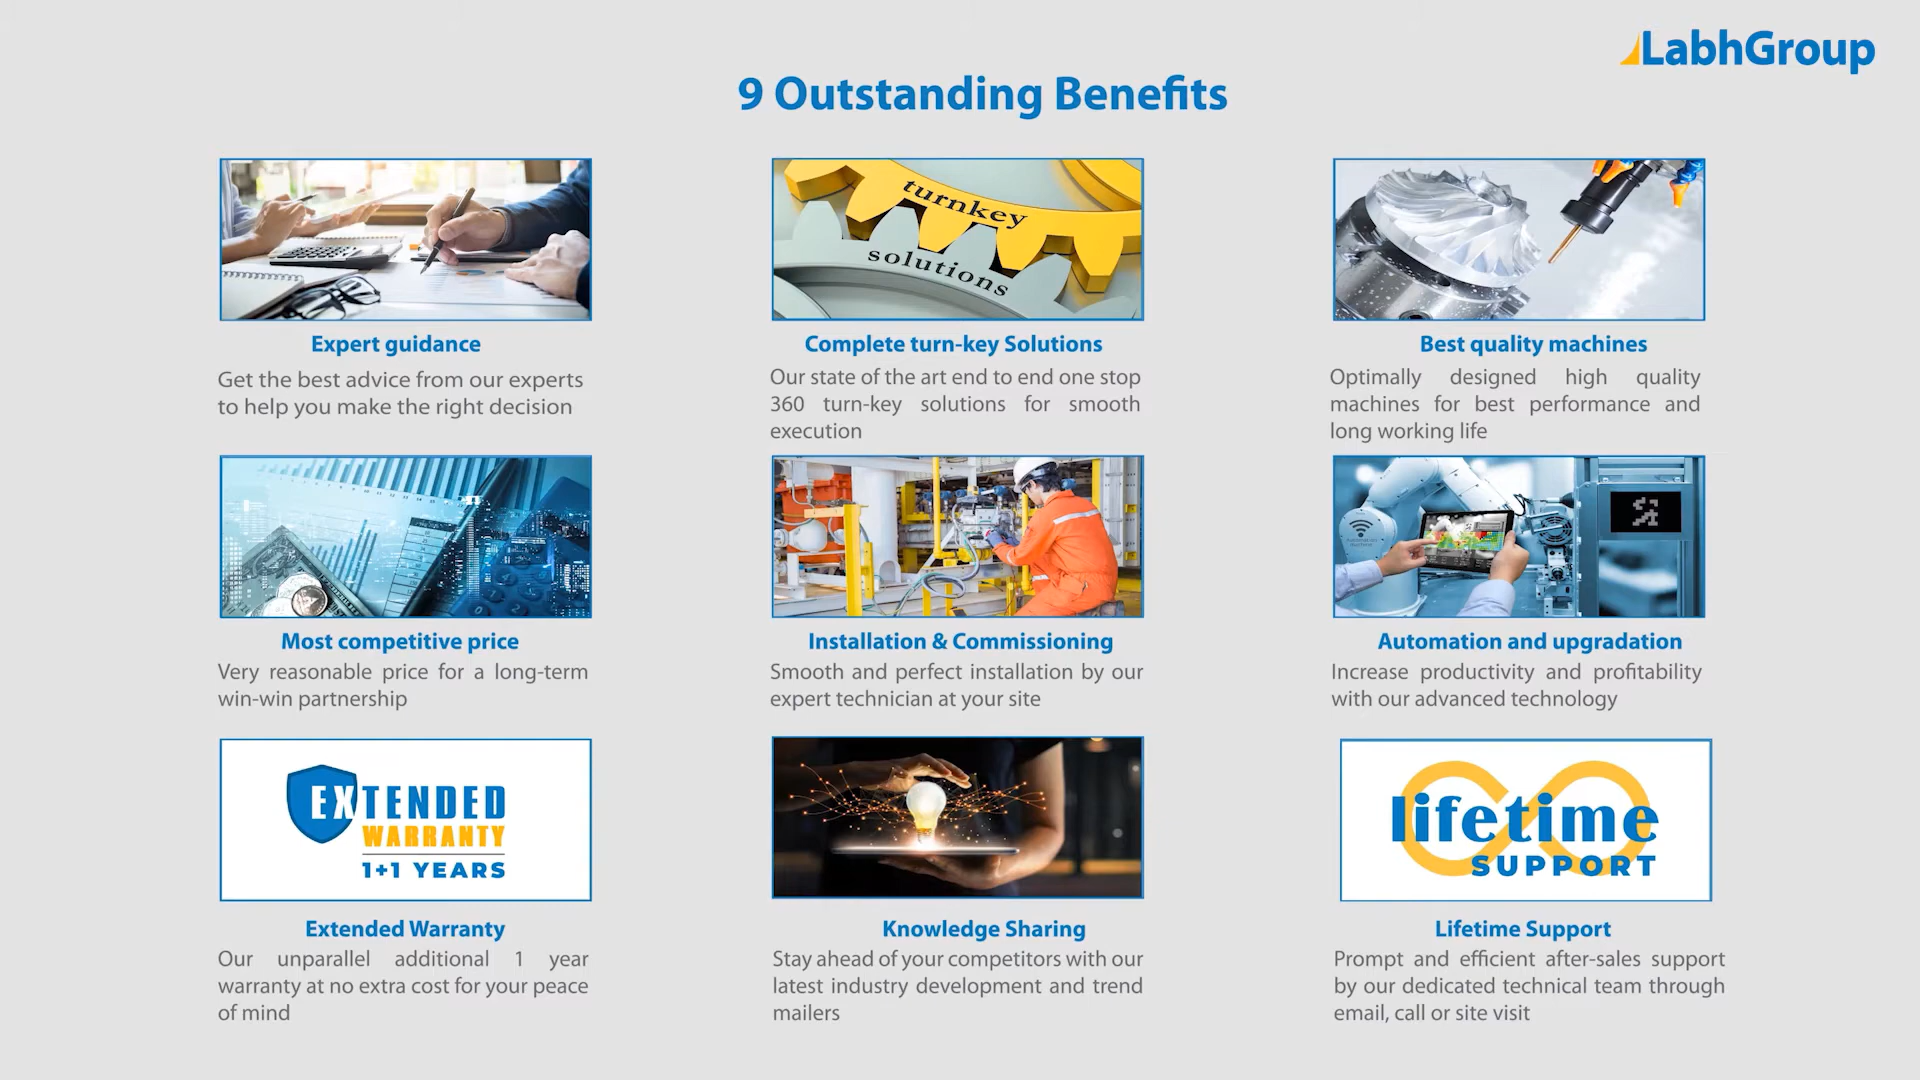 LabhGroup
9 Outstanding Benefits
turnkey
solutions
Expert guidance
Get the best advice from our experts
to help you make the right decision
Complete turn-key Solutions
Our state of the art end to end one stop
360 turn-key solutions for smooth
execution
Best quality machines
Optimally designed high quality
machines for best performance and
long working life
Most competitive price
Very reasonable price for a long-term
win-win partnership
Installation & Commissioning
Smooth and perfect installation by our
expert technician at your site
Automation and upgradation
Increase productivity and profitability
with our advanced technology
EXTENDED
WARRANTY
1+1 YEARS
Extended Warranty
Our unparallel additional 1 year
warranty at no extra cost for your peace
of mind
Knowledge Sharing
Stay ahead of your competitors with our
latest industry development and trend
mailers
lifetime
SUPPORT
Lifetime Support
Prompt and efficient after-sales support
by our dedicated technical team through
email, call or site visit